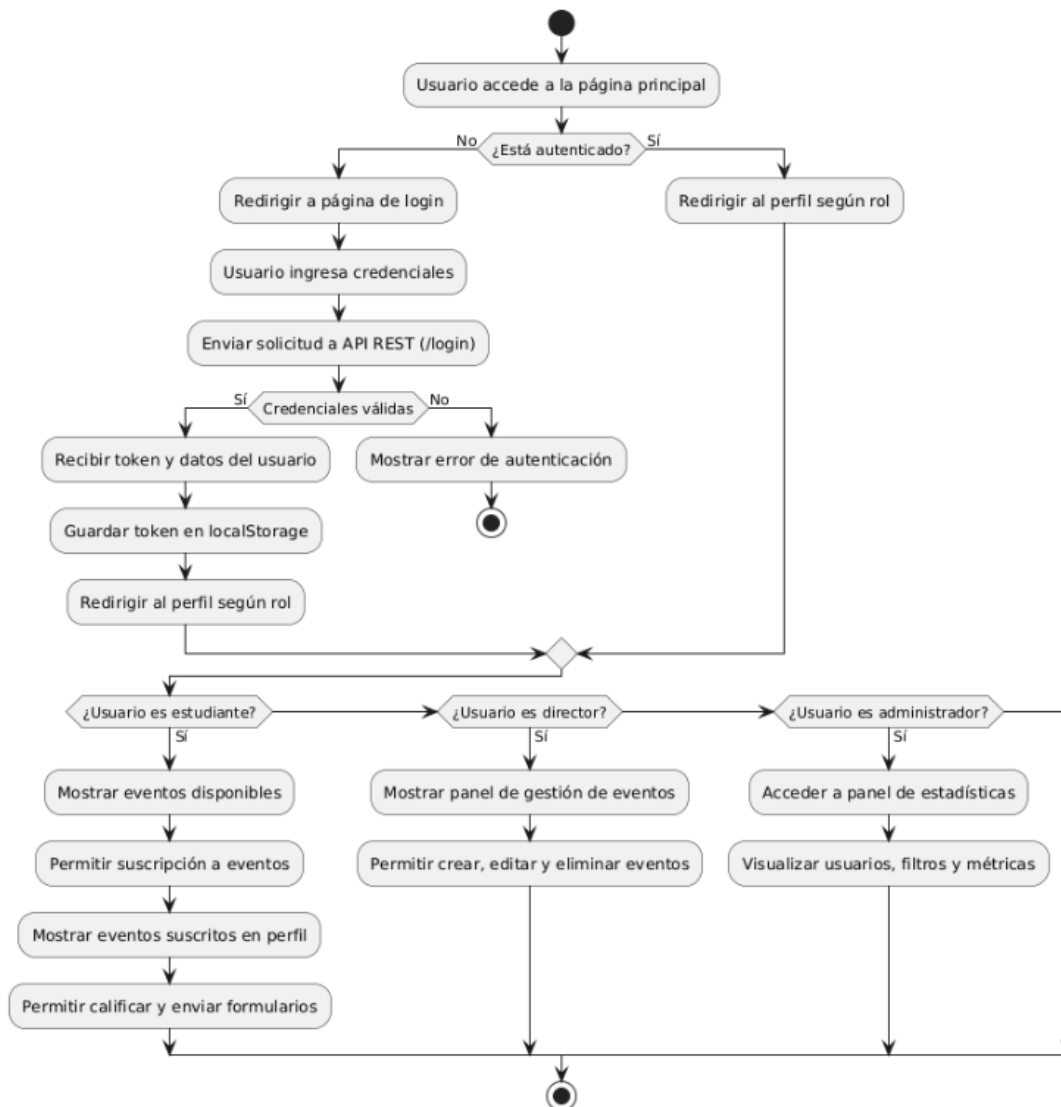 Usuario accede a la página principal
No
¿Está autenticado?
Sí
Redirigir a página de login
Redirigir al perfil según rol
Usuario ingresa credenciales
Enviar solicitud a API REST (/login)
Sí
Credenciales válidas
No
Recibir token y datos del usuario
Mostrar error de autenticación
Guardar token en localStorage
Redirigir al perfil según rol
¿Usuario es estudiante?
¿Usuario es director?
¿Usuario es administrador?
Sí
Sí
Sí
Mostrar eventos disponibles
Mostrar panel de gestión de eventos
Acceder a panel de estadísticas
Permitir suscripción a eventos
Permitir crear, editar y eliminar eventos
Visualizar usuarios, filtros y métricas
Mostrar eventos suscritos en perfil
Permitir calificar y enviar formularios